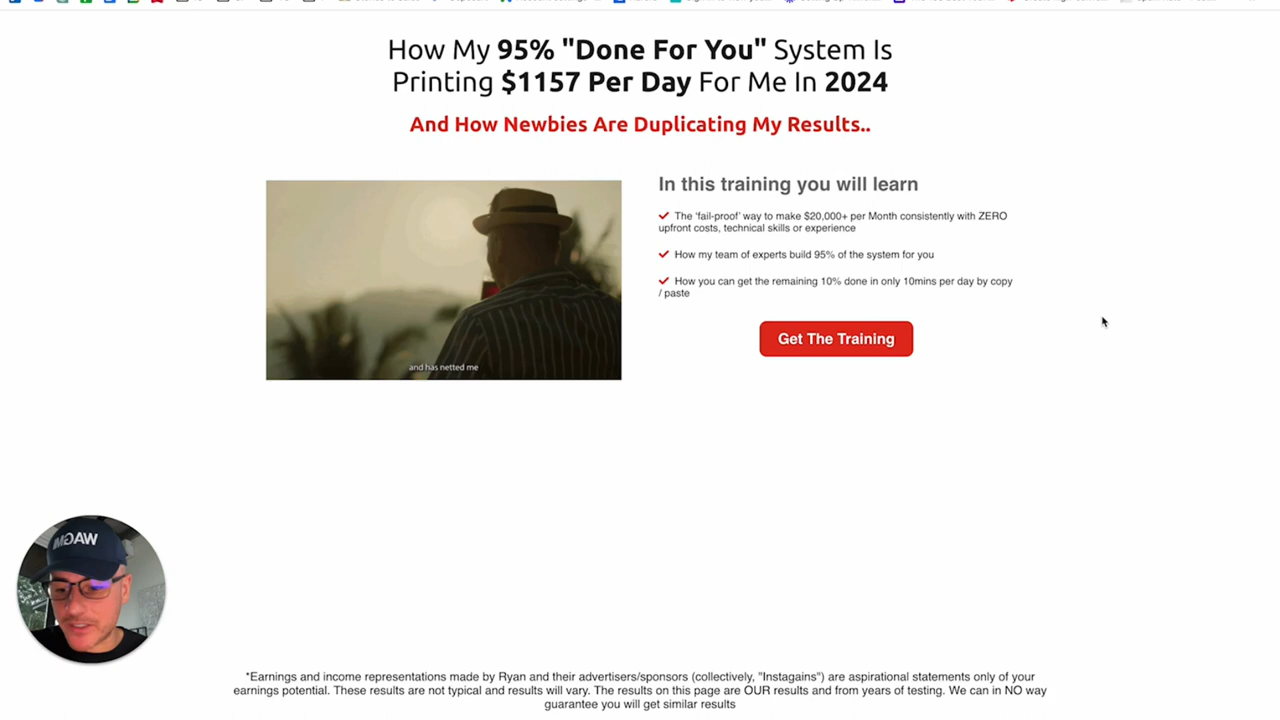 How My 95% "Done For You" System Is
Printing $1157 Per Day For Me In 2024
And How Newbies Are Duplicating My Results..
In this training you will learn
The 'fail-proof' way to make $20,000+ per Month consistently with ZERO
upfront costs, technical skills or experience
How my team of experts build 95% of the system for you
How you can get the remaining 10% done in only 10mins per day by copy
/ paste
Get The Training
and has netted me
WAGM
*Earnings and income representations made by Ryan and their advertisers/sponsors (collectively, "Instagains") are aspirational statements only of your
earnings potential. These results are not typical and results will vary. The results on this page are OUR results and from years of testing. We can in NO way
guarantee you will get similar results